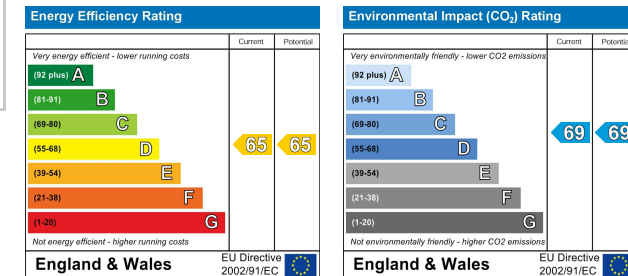 Energy Efficiency Rating
Current Potential
Very energy efficient - lower running costs
(92 plus) A
(81-91) B
(69-80) C
(55-68) D
65 65
(39-54) E
(21-38) F
(1-20) G
Not energy efficient - higher running costs
England & Wales
EU Directive
2002/91/EC
Environmental Impact (CO₂) Rating
Current Potential
Very environmentally friendly - lower CO2 emissions
(92 plus) A
(81-91) B
(69-80) C
69 69
(55-68) D
(39-54) E
(21-38) F
(1-20) G
Not environmentally friendly - higher CO2 emissions
England & Wales
EU Directive
2002/91/EC